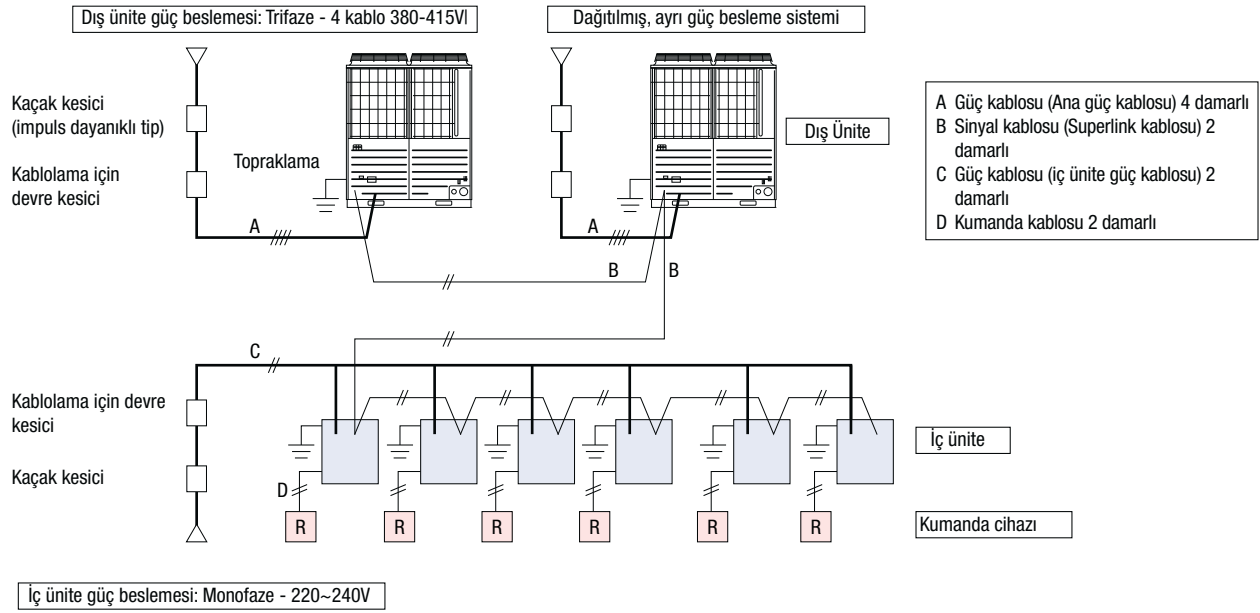 Dış ünite güç beslemesi: Trifaze - 4 kablo 380-415V
Dağıtılmış, ayrı güç besleme sistemi
Kaçak kesici
(impuls dayanıklı tip)
Kablolama için
devre kesici
Topraklama
Dış Ünite
A Güç kablosu (Ana güç kablosu) 4 damarlı
B Sinyal kablosu (Superlink kablosu) 2
damarlı
C Güç kablosu (iç ünite güç kablosu) 2
damarlı
D Kumanda kablosu 2 damarlı
A
A
B
B
C
Kablolama için devre
kesici
Kaçak kesici
İç ünite
D
R
R
R
R
R
R
Kumanda cihazı
İç ünite güç beslemesi: Monofaze - 220~240V